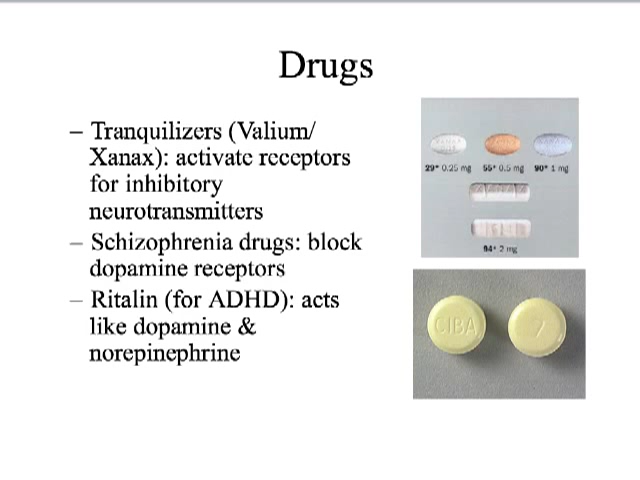 Drugs
– Tranquilizers (Valium/
Xanax): activate receptors
for inhibitory
neurotransmitters
– Schizophrenia drugs: block
dopamine receptors
– Ritalin (for ADHD): acts
like dopamine &
norepinephrine
29* 0.25 mg 55* 0.5 mg 90* 1 mg
94* 2 mg
CIBA 7